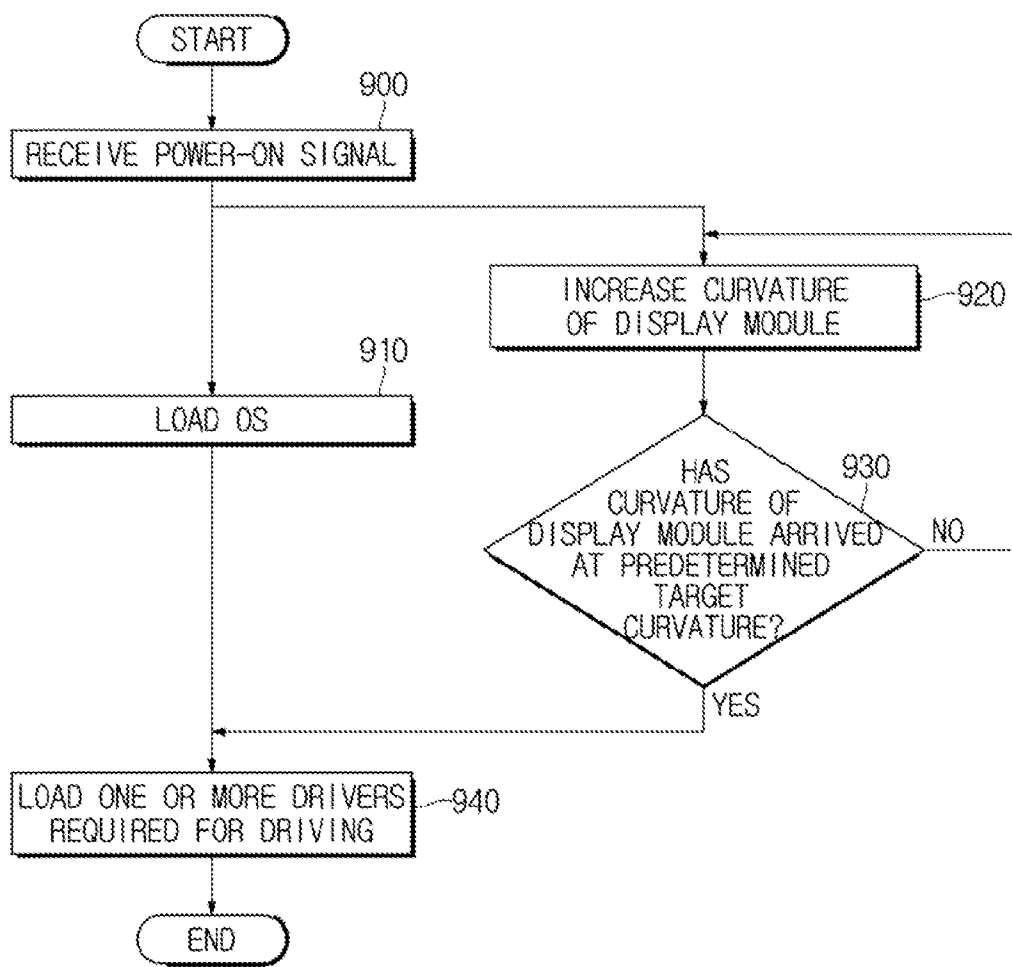 START
900
RECEIVE POWER-ON SIGNAL
INCREASE CURVATURE
OF DISPLAY MODULE
920
910
LOAD OS
HAS
CURVATURE OF
DISPLAY MODULE ARRIVED
AT PREDETERMINED
TARGET
CURVATURE?
930
NO
YES
LOAD ONE OR MORE DRIVERS
REQUIRED FOR DRIVING
940
END